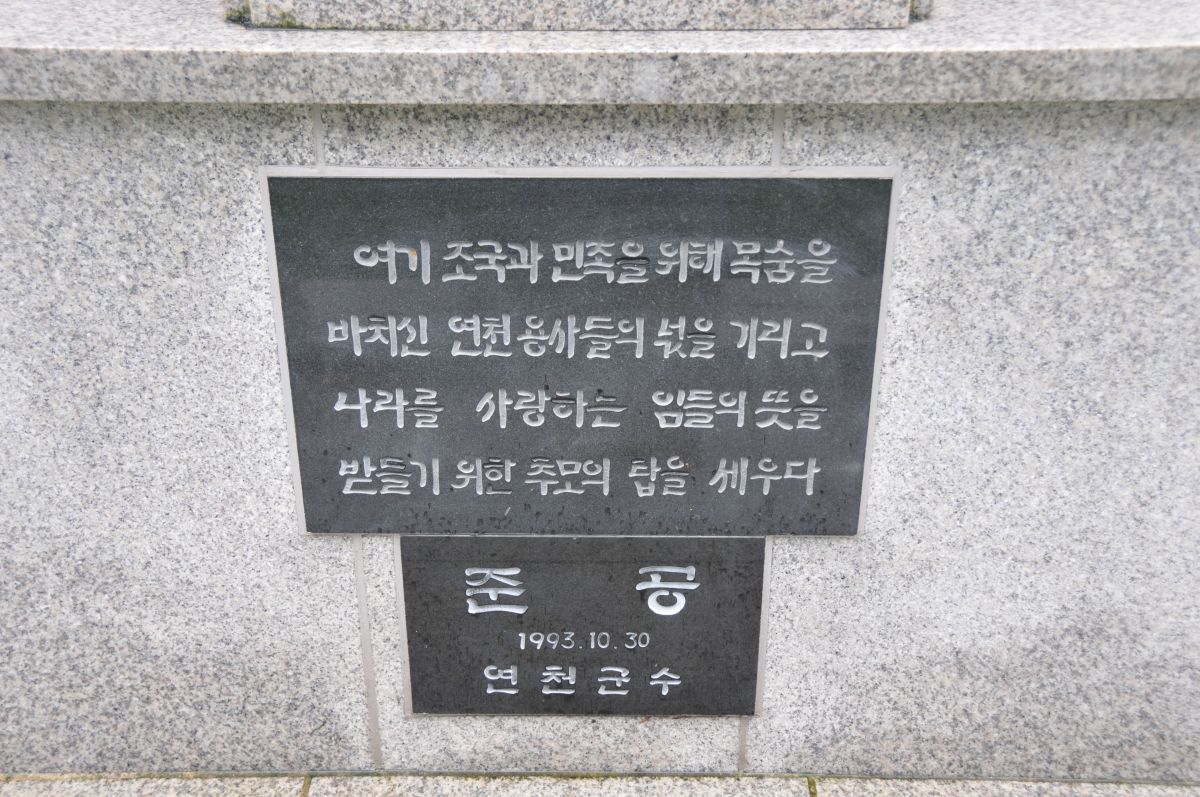 여기 조국과 민족을 위해 목숨을
바치신 연천 용사들의 넋을 기리고
나라를 사랑하는 임들의 뜻을
받들기 위한 추모의 탑을 세우다
준공
1993.10.30
연천군수